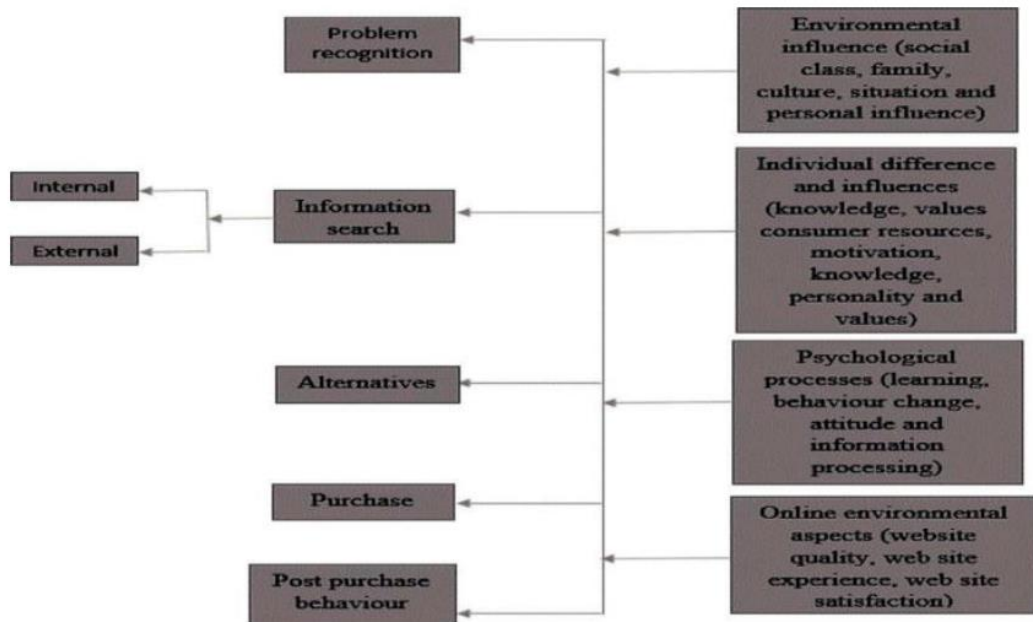 Problem
recognition
Internal
External
Information
search
Alternatives
Purchase
Post purchase
behaviour
Environmental
influence (social
class, family,
culture, situation and
personal influence)
Individual difference
and influences
(knowledge, values
consumer resources,
motivation,
knowledge,
personality and
values)
Psychological
processes (learning,
behaviour change,
attitude and
information
processing)
Online environmental
aspects (website
quality, web site
experience, web site
satisfaction)